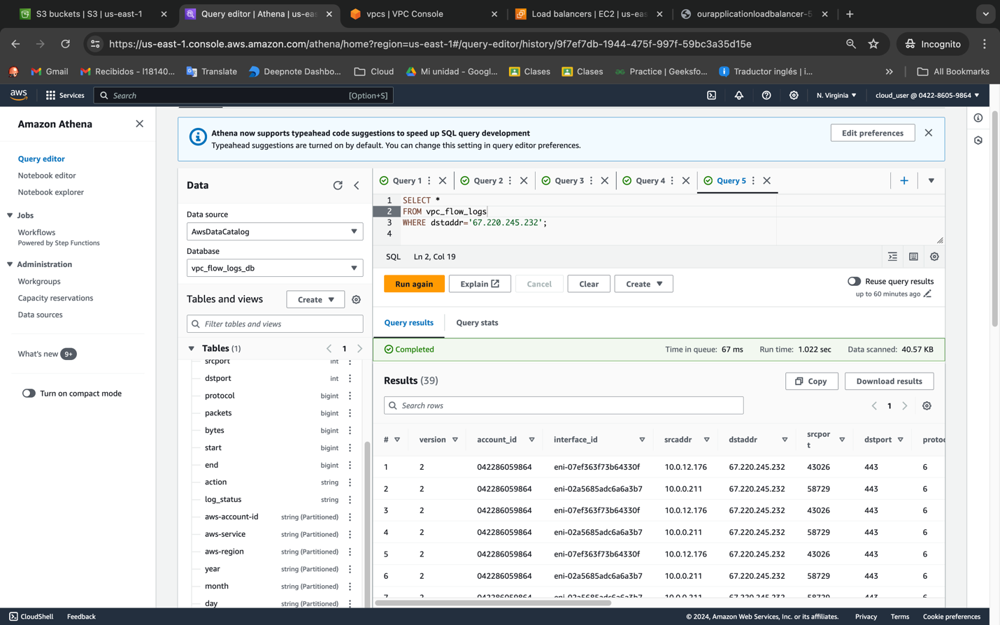 S3 buckets | S3 | us-east-1
Query editor | Athena | us-eas
vpcs | VPC Console
Load balancers | EC2 | us-eas
ourapplicationloadbalancer-5
https://us-east-1.console.aws.amazon.com/athena/home?region=us-east-1#/query-editor/history/9f7ef7db-1944-475f-997f-59bc3a35d15e
Incognito
Gmail
Recibidos - l18140...
Translate
Deepnote Dashbo...
Cloud
Mi unidad - Googl...
Clases
Clases
Practice | Geeksfo...
Traductor inglés | i...
All Bookmarks
aws
Services
Search
[Option+S]
N. Virginia
cloud_user @ 0422-8605-9864
Amazon Athena
Query editor
Notebook editor
Notebook explorer
Jobs
Workflows
Powered by Step Functions
Administration
Workgroups
Capacity reservations
Data sources
What's new 9+
Turn on compact mode
Athena now supports typeahead code suggestions to speed up SQL query development
Typeahead suggestions are turned on by default. You can change this setting in query editor preferences.
Edit preferences
Data
Data source
AwsDataCatalog
Database
vpc_flow_logs_db
Tables and views
Create
Filter tables and views
Tables (1)
1
srcport int
dstport int
protocol bigint
packets bigint
bytes bigint
start bigint
end bigint
action string
log_status string
aws-account-id string (Partitioned)
aws-service string (Partitioned)
aws-region string (Partitioned)
year string (Partitioned)
month string (Partitioned)
day string (Partitioned)
Query 1
Query 2
Query 3
Query 4
Query 5
1 SELECT *
2 FROM vpc_flow_logs
3 WHERE dstaddr='67.220.245.232';
4
SQL Ln 2, Col 19
Run again
Explain
Cancel
Clear
Create
Reuse query results
up to 60 minutes ago
Query results
Query stats
Completed
Time in queue: 67 ms
Run time: 1.022 sec
Data scanned: 40.57 KB
Results (39)
Copy
Download results
Search rows
1
# version account_id interface_id srcaddr dstaddr srcport dstport protoc
1 2 042286059864 eni-07ef363f73b64330f 10.0.12.176 67.220.245.232 43026 443 6
2 2 042286059864 eni-02a5685adc6a6a3b7 10.0.0.211 67.220.245.232 58729 443 6
3 2 042286059864 eni-07ef363f73b64330f 10.0.12.176 67.220.245.232 43026 443 6
4 2 042286059864 eni-02a5685adc6a6a3b7 10.0.0.211 67.220.245.232 58729 443 6
5 2 042286059864 eni-07ef363f73b64330f 10.0.12.176 67.220.245.232 43026 443 6
6 2 042286059864 eni-02a5685adc6a6a3b7 10.0.0.211 67.220.245.232 58729 443 6
CloudShell
Feedback
© 2024, Amazon Web Services, Inc. or its affiliates.
Privacy
Terms
Cookie preferences